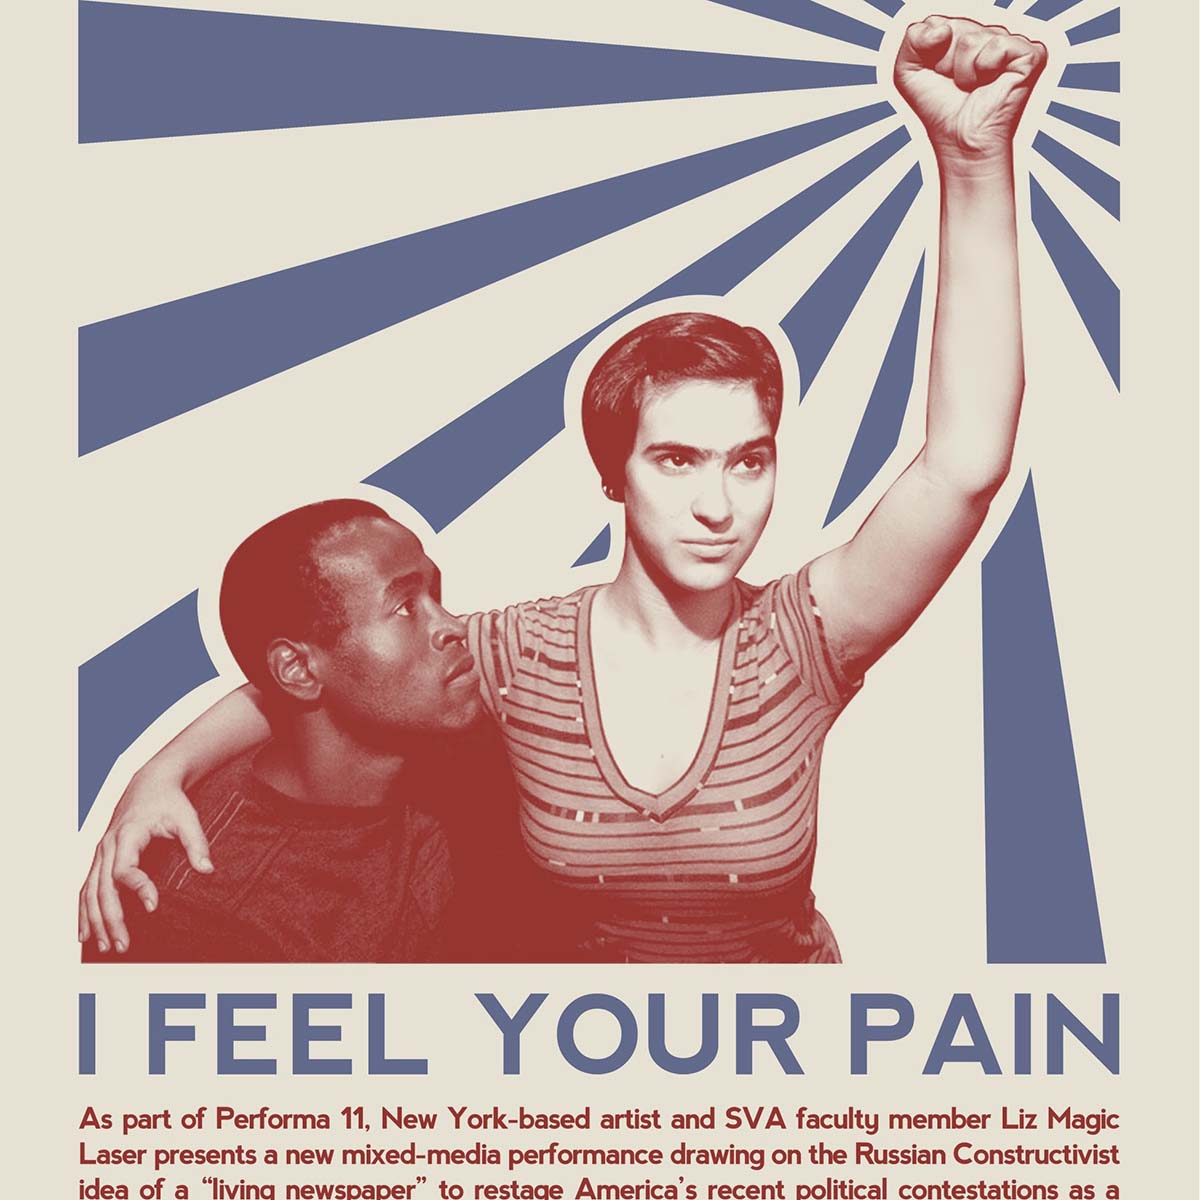 I FEEL YOUR PAIN
As part of Performa 11, New York-based artist and SVA faculty member Liz Magic
Laser presents a new mixed-media performance drawing on the Russian Constructivist
idea of a “living newspaper” to restage America’s recent political contestations as a